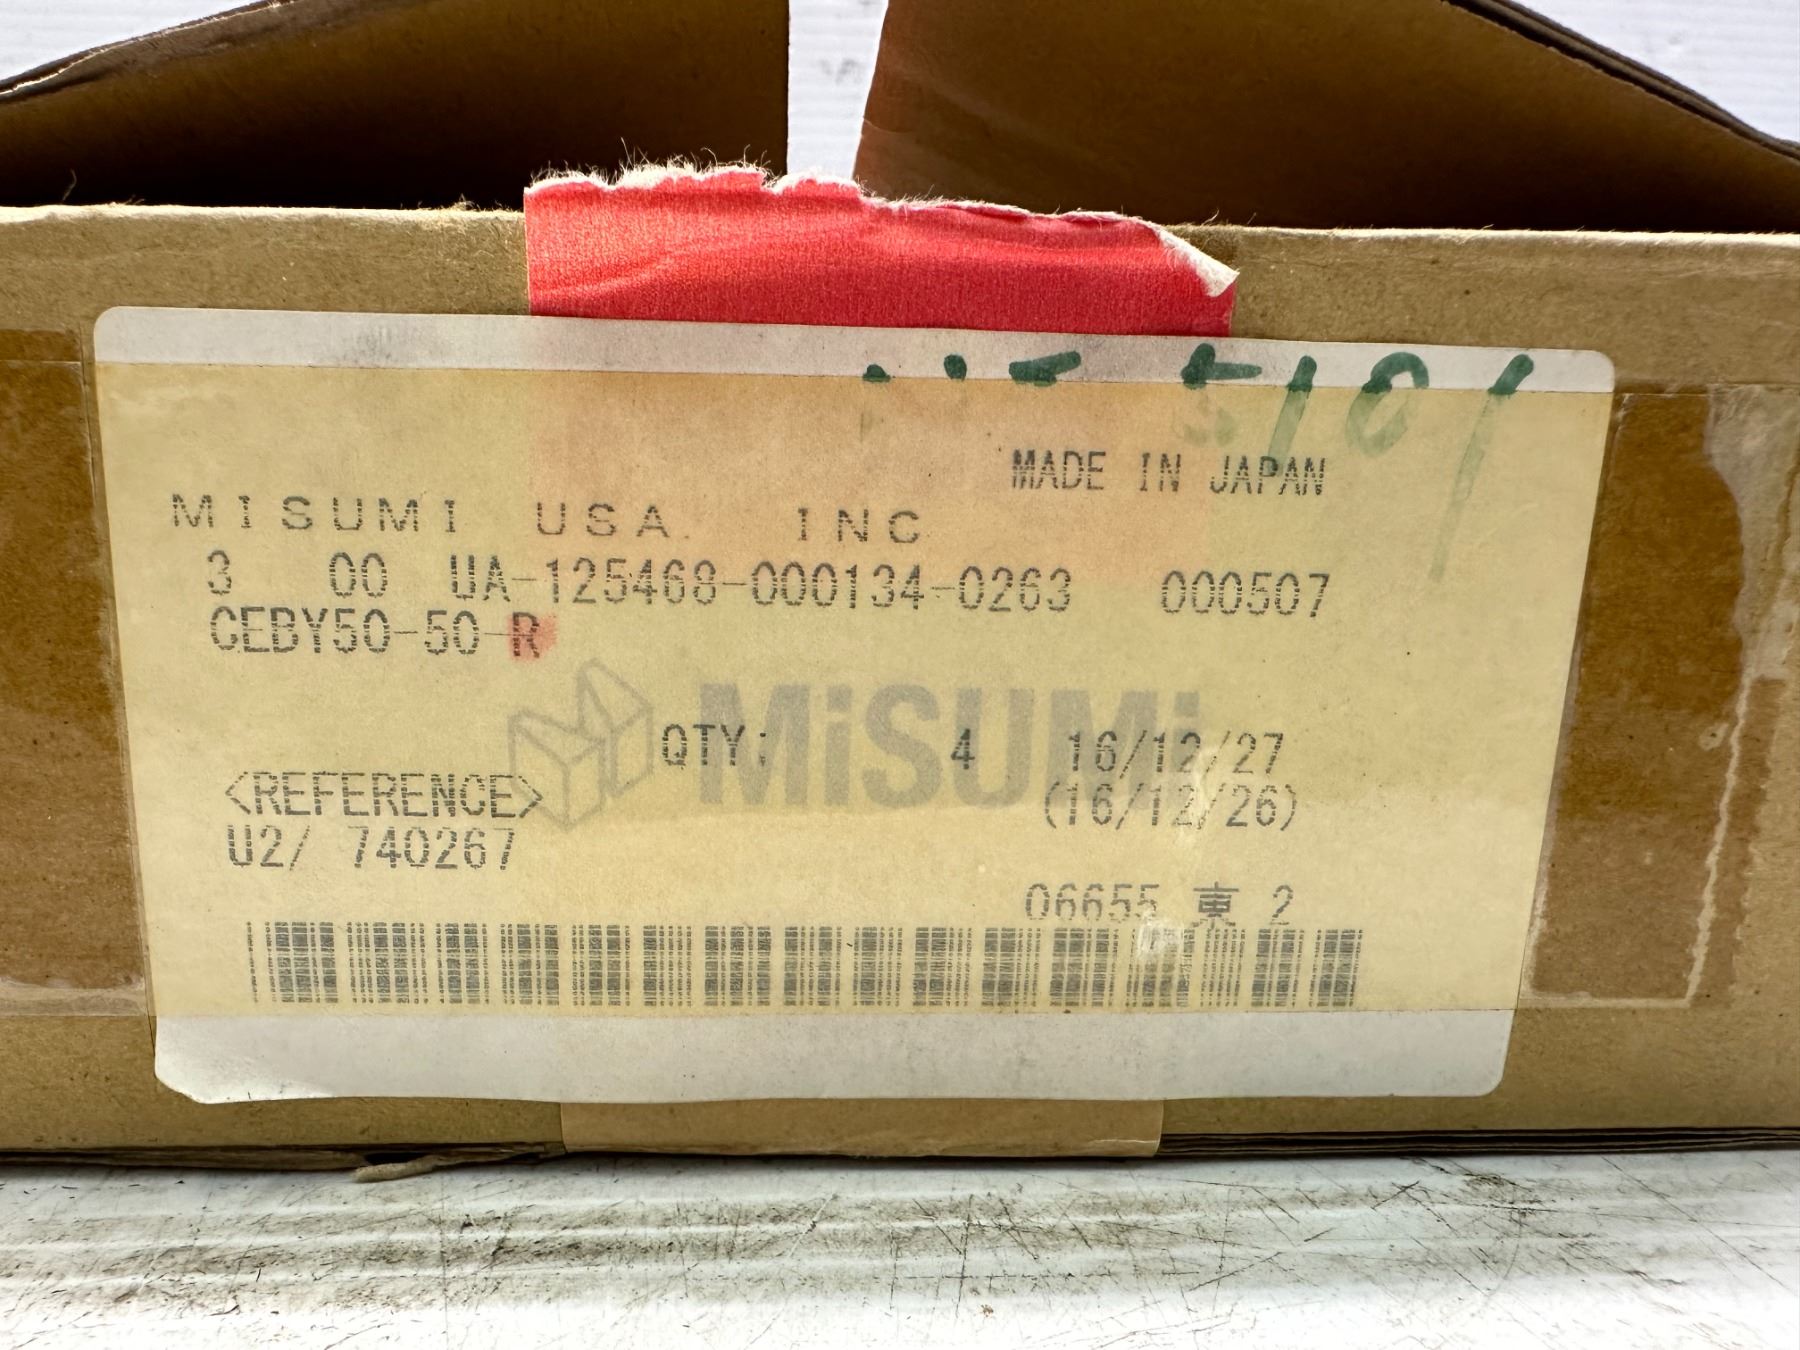 5101
MADE IN JAPAN
MISUMI USA. INC
3 00 UA-125468-000134-0263 000507
CEBY50-50-R
MiSUMi
QTY: 4 16/12/27
<REFERENCE> (16/12/26)
U2/ 740267
06655 東 2